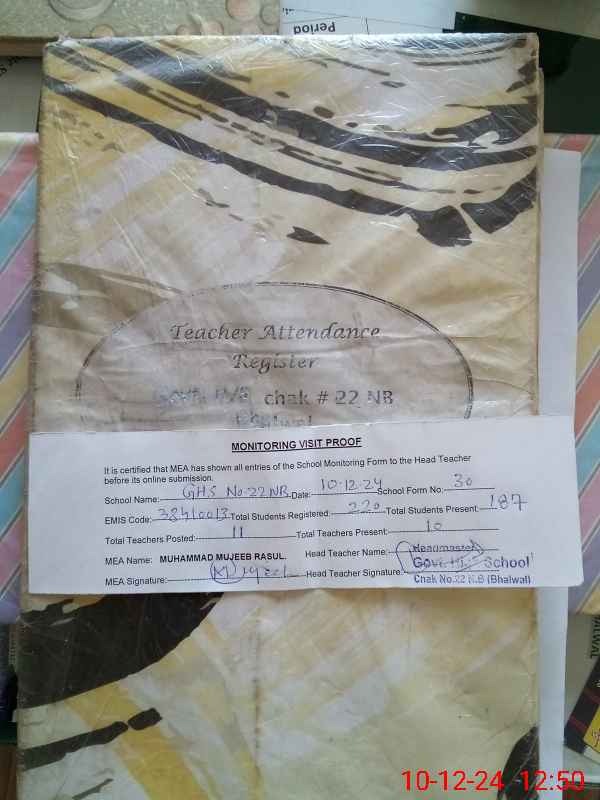 Period
Teacher Attendance
Register
chak # 22 NB
MONITORING VISIT PROOF
It is certified that MEA has shown all entries of the School Monitoring Form to the Head Teacher
before its online submission.
School Name: GHS No. 22 NB Date: 10-12-24 School Form No: 30
EMIS Code: 38410013 Total Students Registered: 220 Total Students Present: 187
Total Teachers Posted: 11 Total Teachers Present: 10
MEA Name: MUHAMMAD MUJEEB RASUL. Head Teacher Name: Headmaster
MEA Signature: Head Teacher Signature: Govt. High School
Chak No.22 N.B (Bhalwal)
10-12-24 12:50